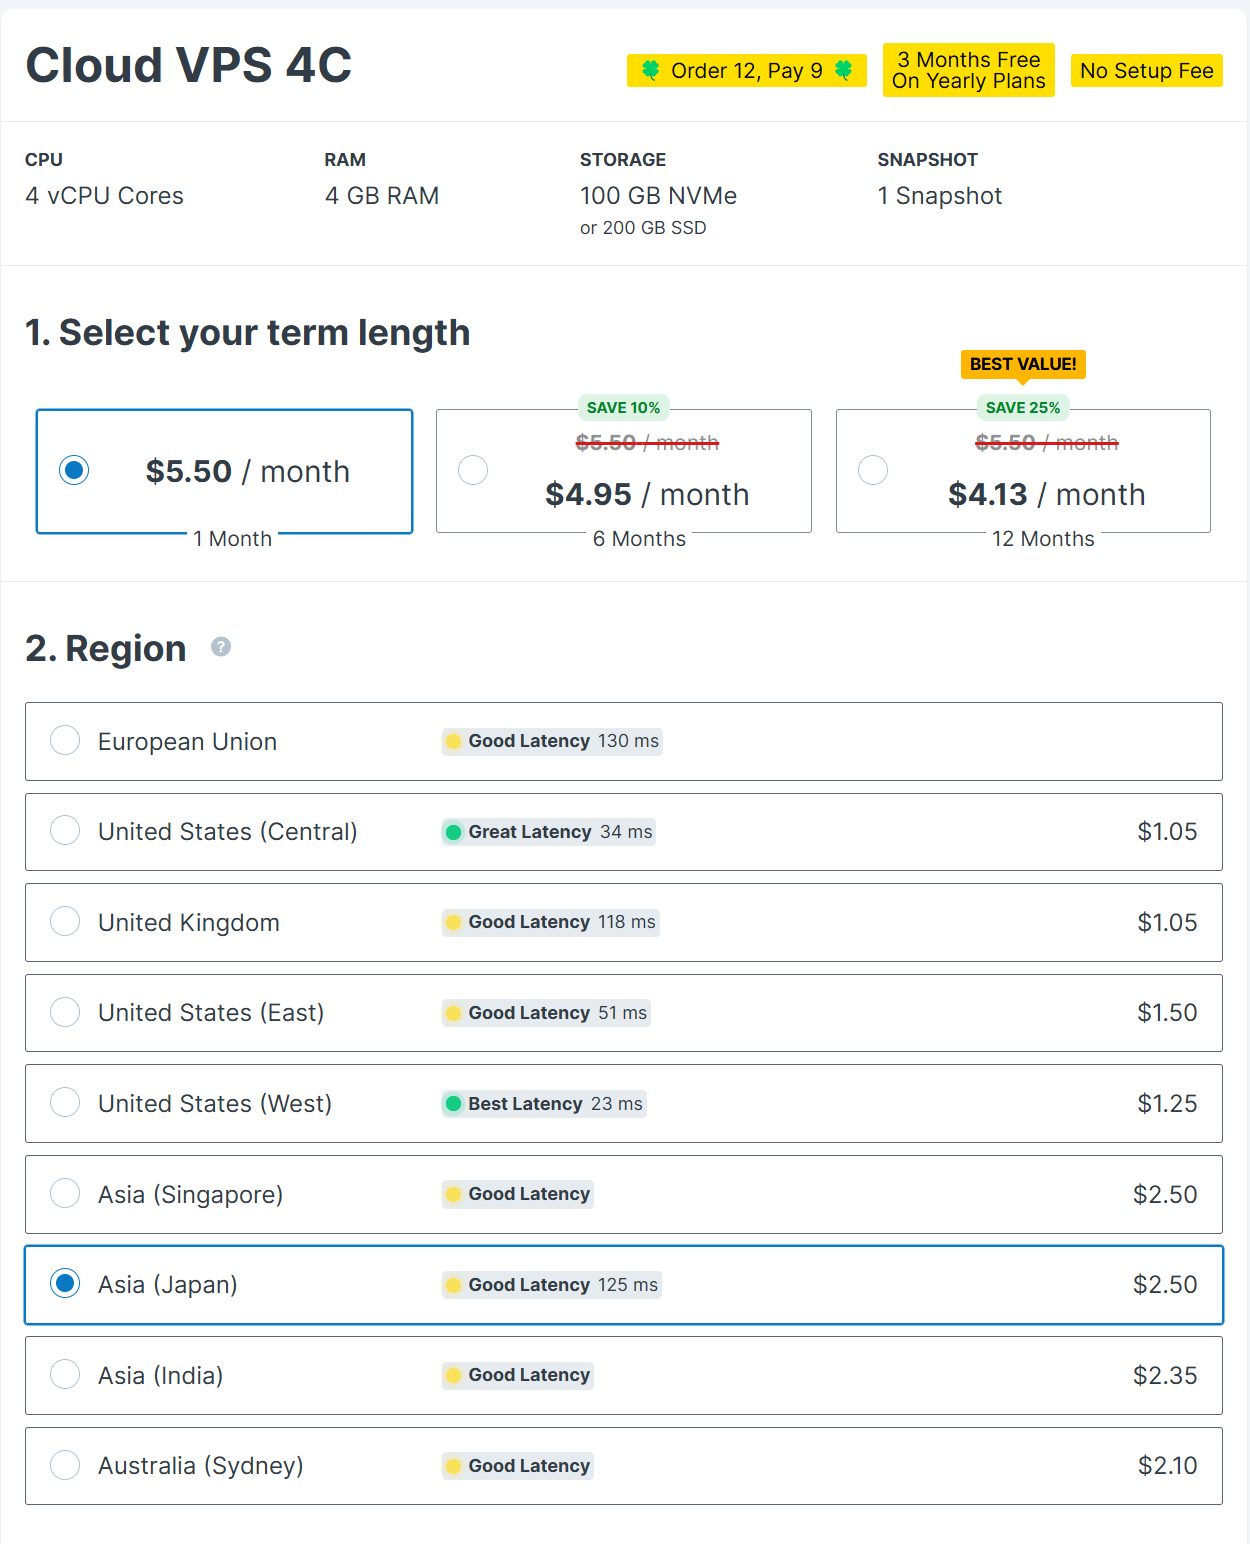 Cloud VPS 4C
🍀 Order 12, Pay 9 🍀
3 Months Free
On Yearly Plans
No Setup Fee
CPU
4 vCPU Cores
RAM
4 GB RAM
STORAGE
100 GB NVMe
or 200 GB SSD
SNAPSHOT
1 Snapshot
1. Select your term length
$5.50 / month
1 Month
SAVE 10%
$5.50 / month
$4.95 / month
6 Months
BEST VALUE!
SAVE 25%
$5.50 / month
$4.13 / month
12 Months
2. Region ?
European Union Good Latency 130 ms
United States (Central) Great Latency 34 ms $1.05
United Kingdom Good Latency 118 ms $1.05
United States (East) Good Latency 51 ms $1.50
United States (West) Best Latency 23 ms $1.25
Asia (Singapore) Good Latency $2.50
Asia (Japan) Good Latency 125 ms $2.50
Asia (India) Good Latency $2.35
Australia (Sydney) Good Latency $2.10